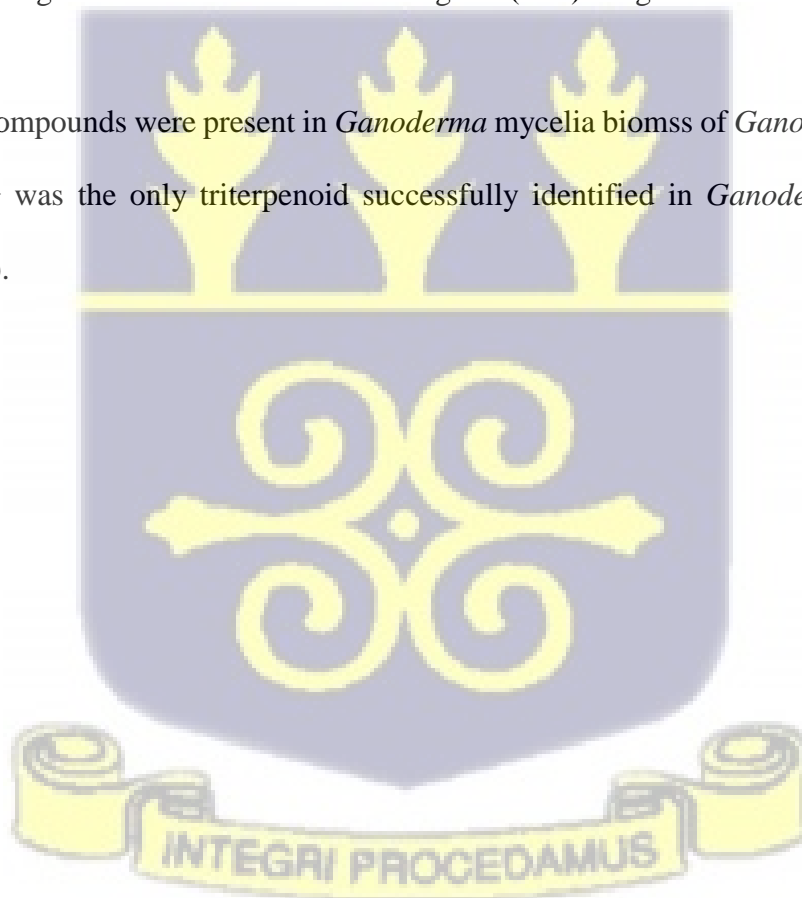 ompounds were present in Ganoderma mycelia biomss of Gano
was the only triterpenoid successfully identified in Ganode
INTEGRI PROCEDAMUS